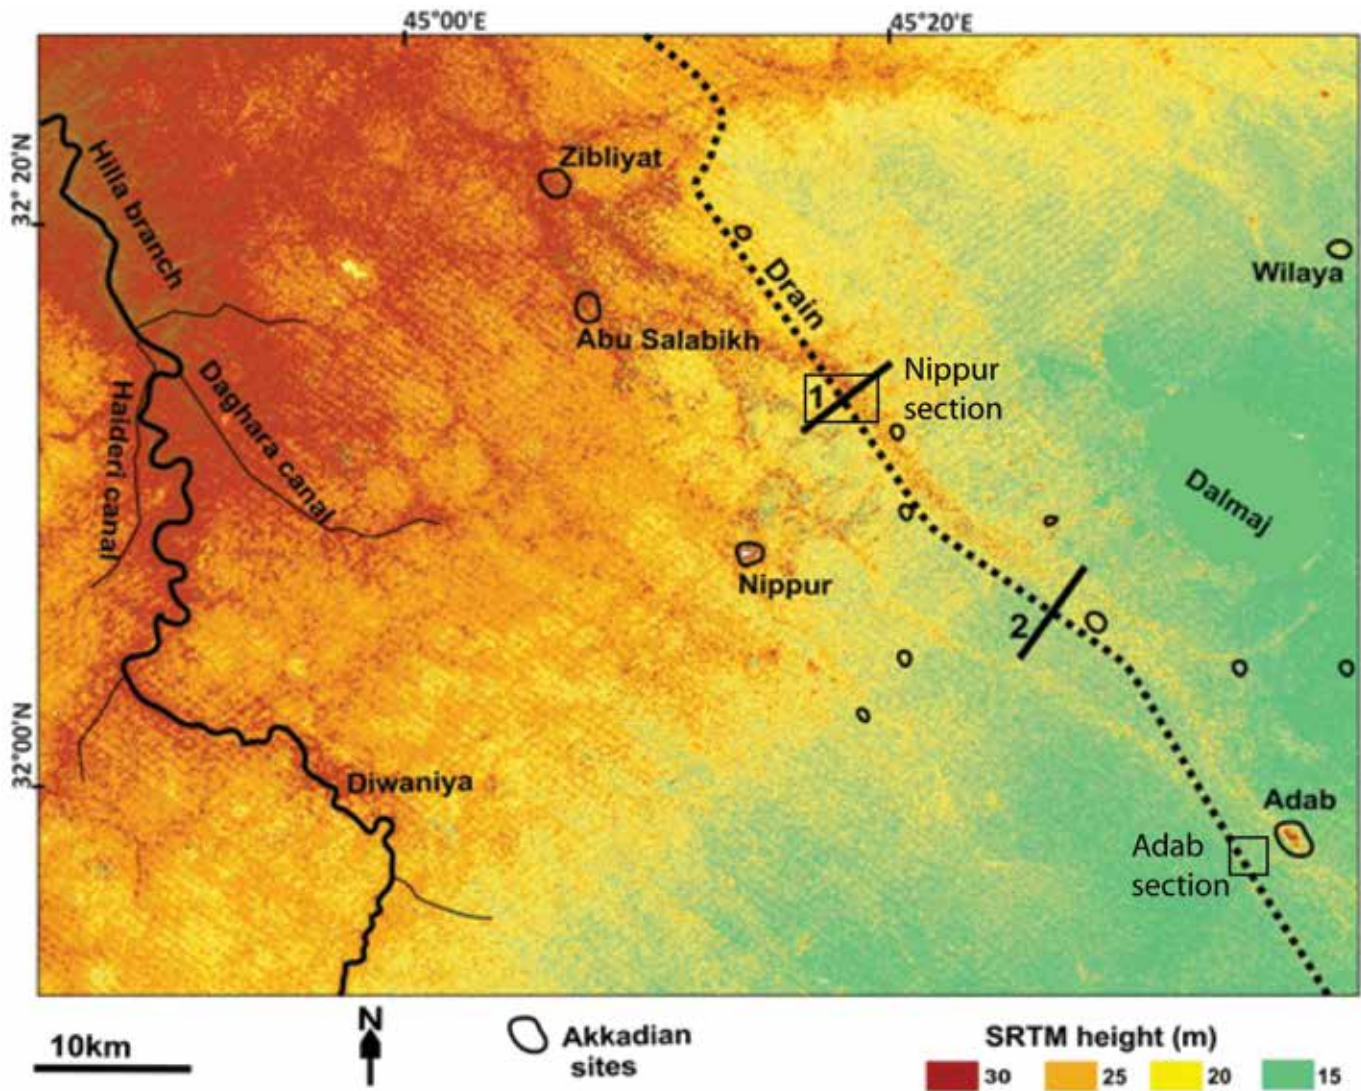 45°00'E
45°20'E
32° 20'N
32°00'N
Hilla branch
Zibliyat
Wilaya
Drain
Abu Salabikh
Haideri canal
Daghara canal
1
Nippur
section
Dalmaj
Nippur
2
Diwaniya
Adab
Adab
section
10km
N
Akkadian
sites
SRTM height (m)
30
25
20
15